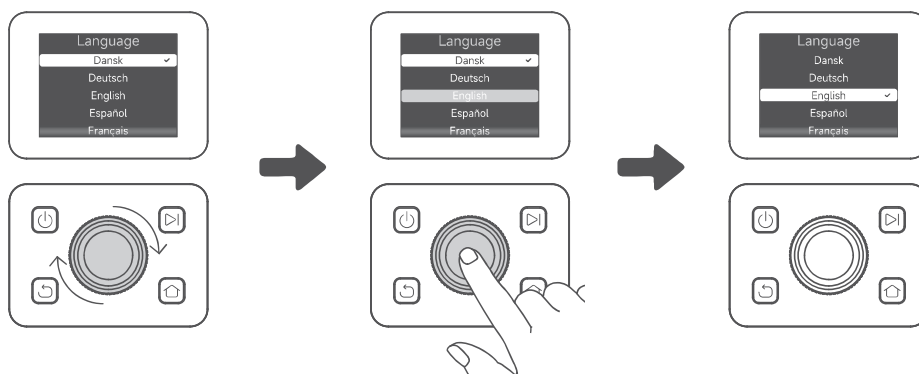 Language
Dansk
Deutsch
English
Español
Français
Language
Dansk
Deutsch
English
Español
Français
Language
Dansk
Deutsch
English
Español
Français